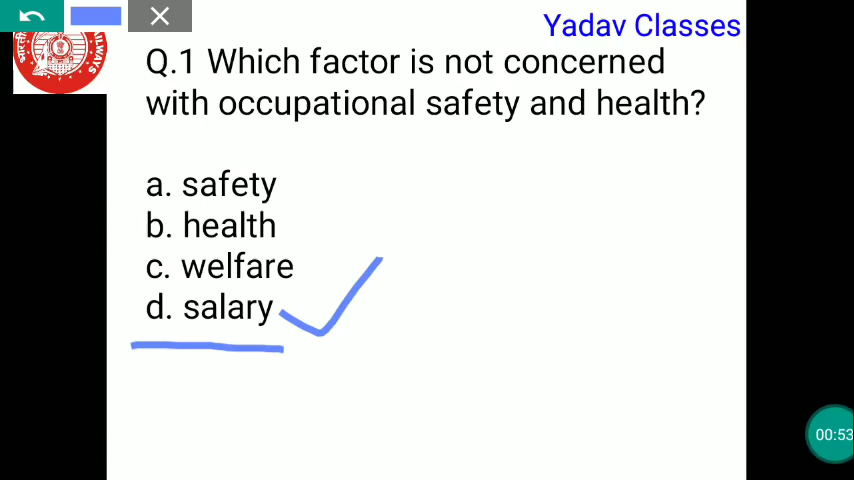 Yadav Classes
ILWAYS
Q.1 Which factor is not concerned
with occupational safety and health?
a. safety
b. health
c. welfare
d. salary
00:53